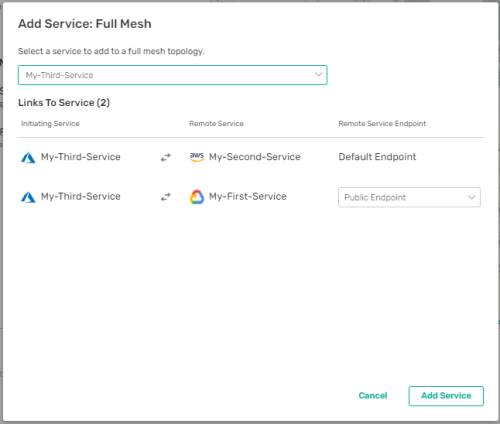 Add Service: Full Mesh
Select a service to add to a full mesh topology.
My-Third-Service
Links To Service (2)
Initiating Service Remote Service Remote Service Endpoint
My-Third-Service aws My-Second-Service Default Endpoint
My-Third-Service My-First-Service Public Endpoint
Cancel Add Service